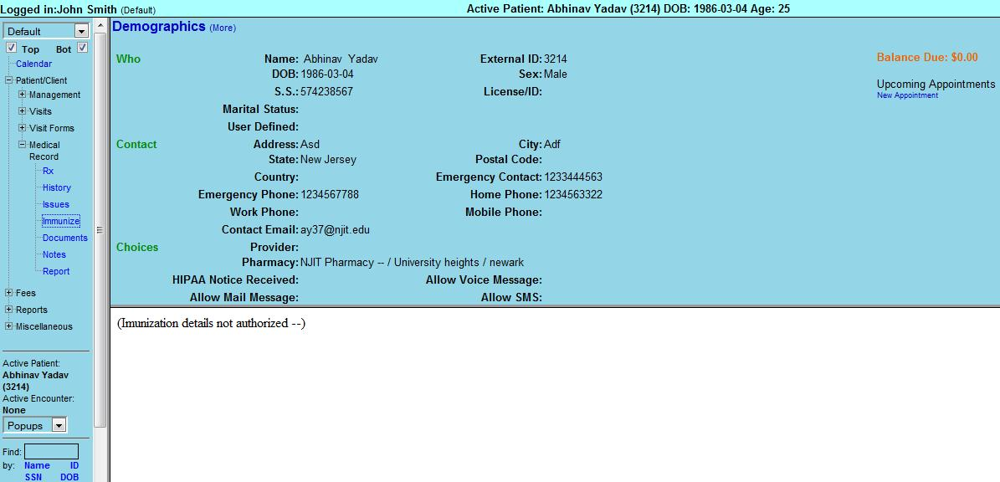 Logged in:John Smith (Default)
Active Patient: Abhinav Yadav (3214) DOB: 1986-03-04 Age: 25
Default
Top Bot
Calendar
Patient/Client
Management
Visits
Visit Forms
Medical
Record
Rx
History
Issues
Immunize
Documents
Notes
Report
Fees
Reports
Miscellaneous
Active Patient:
Abhinav Yadav
(3214)
Active Encounter:
None
Popups
Find:
by: Name ID
SSN DOB
Demographics (More)
Who Name: Abhinav Yadav External ID: 3214
DOB: 1986-03-04 Sex: Male
S.S.: 574238567 License/ID:
Marital Status:
User Defined:
Contact Address: Asd City: Adf
State: New Jersey Postal Code:
Country: Emergency Contact: 1233444563
Emergency Phone: 1234567788 Home Phone: 1234563322
Work Phone: Mobile Phone:
Contact Email: ay37@njit.edu
Choices Provider:
Pharmacy: NJIT Pharmacy -- / University heights / newark
HIPAA Notice Received: Allow Voice Message:
Allow Mail Message: Allow SMS:
Balance Due: $0.00
Upcoming Appointments
New Appointment
(Imunization details not authorized --)